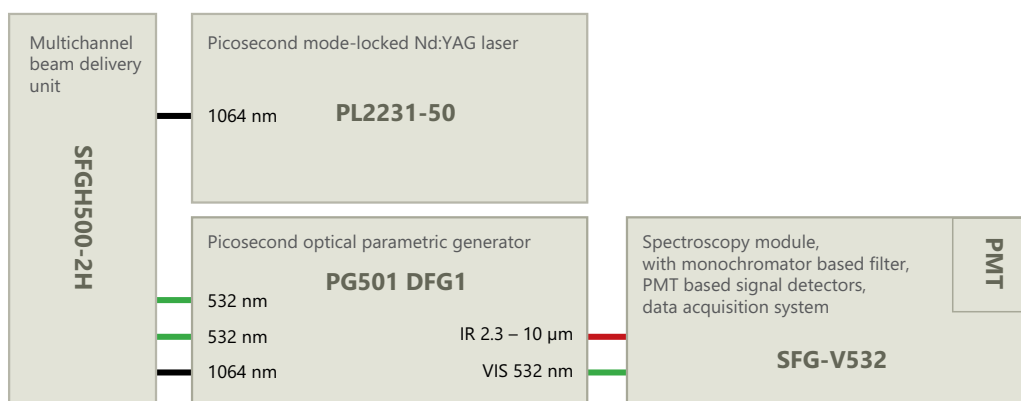 Multichannel
beam delivery
unit
SFGH500-2H
Picosecond mode-locked Nd:YAG laser
1064 nm
PL2231-50
Picosecond optical parametric generator
PG501 DFG1
532 nm
532 nm
1064 nm
IR 2.3 – 10 µm
VIS 532 nm
Spectroscopy module,
with monochromator based filter,
PMT based signal detectors,
data acquisition system
PMT
SFG-V532